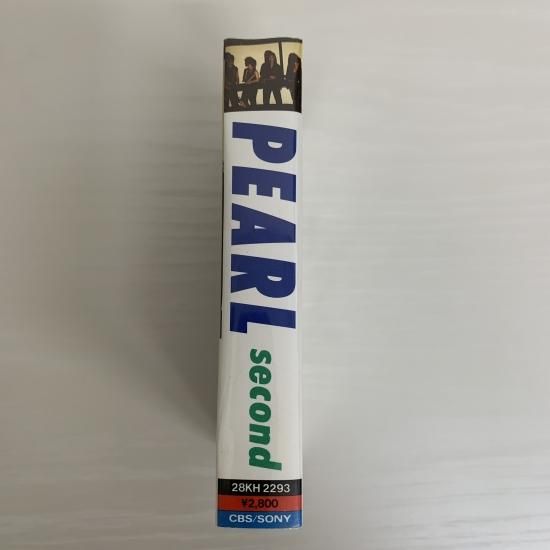 PEARL
second
28KH 2293
¥2,800
CBS/SONY